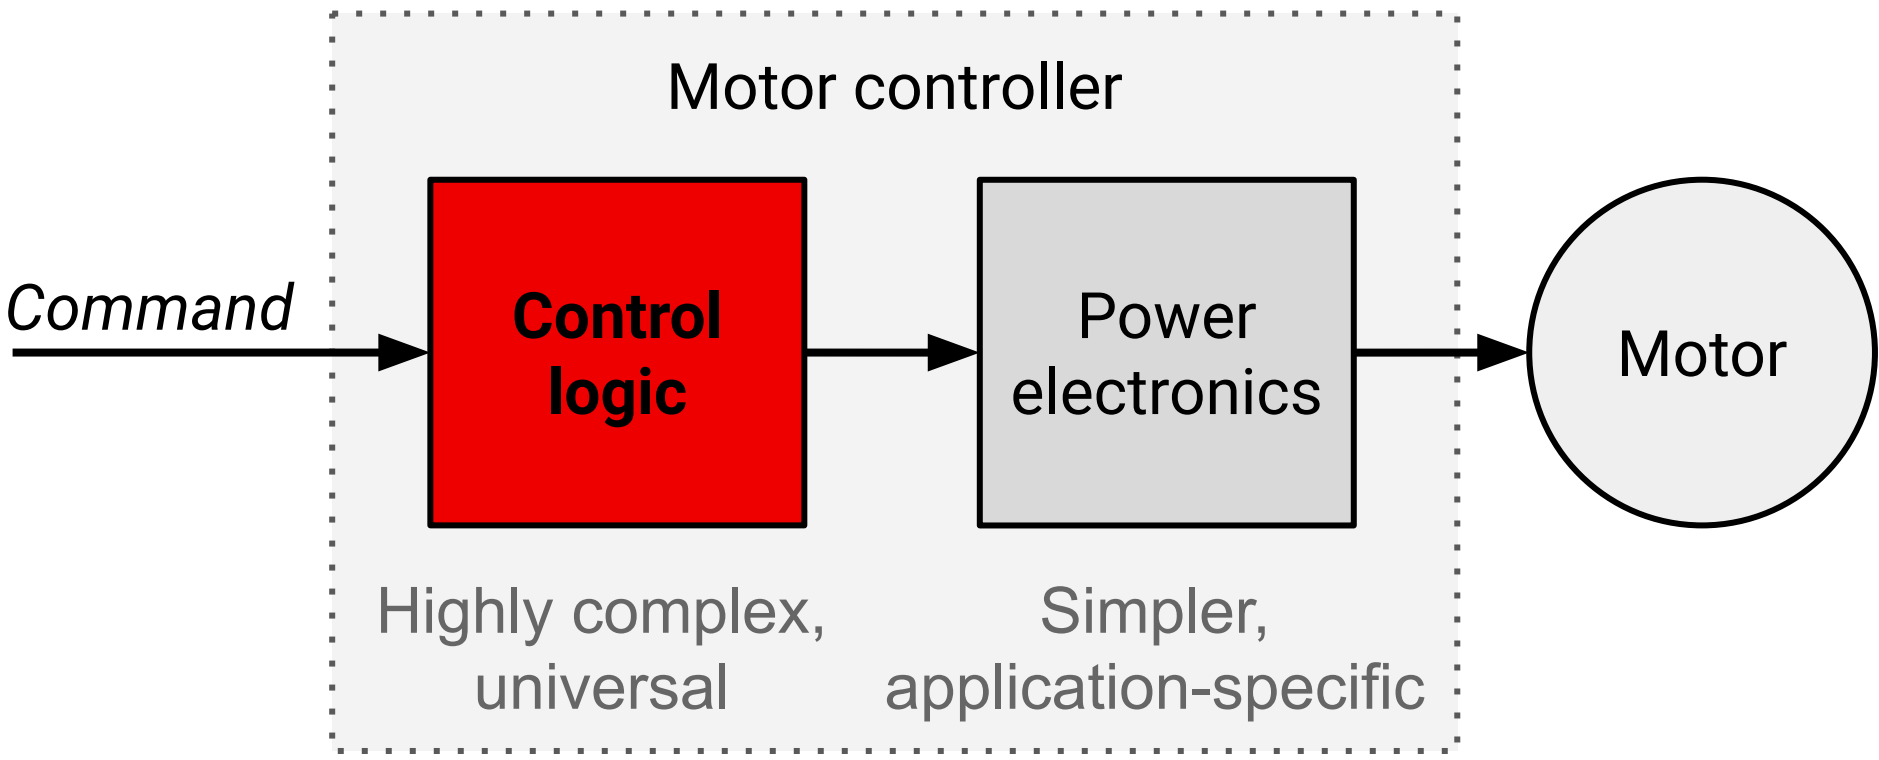 Motor controller
Command
Control
logic
Power
electronics
Motor
Highly complex,
universal
Simpler,
application-specific